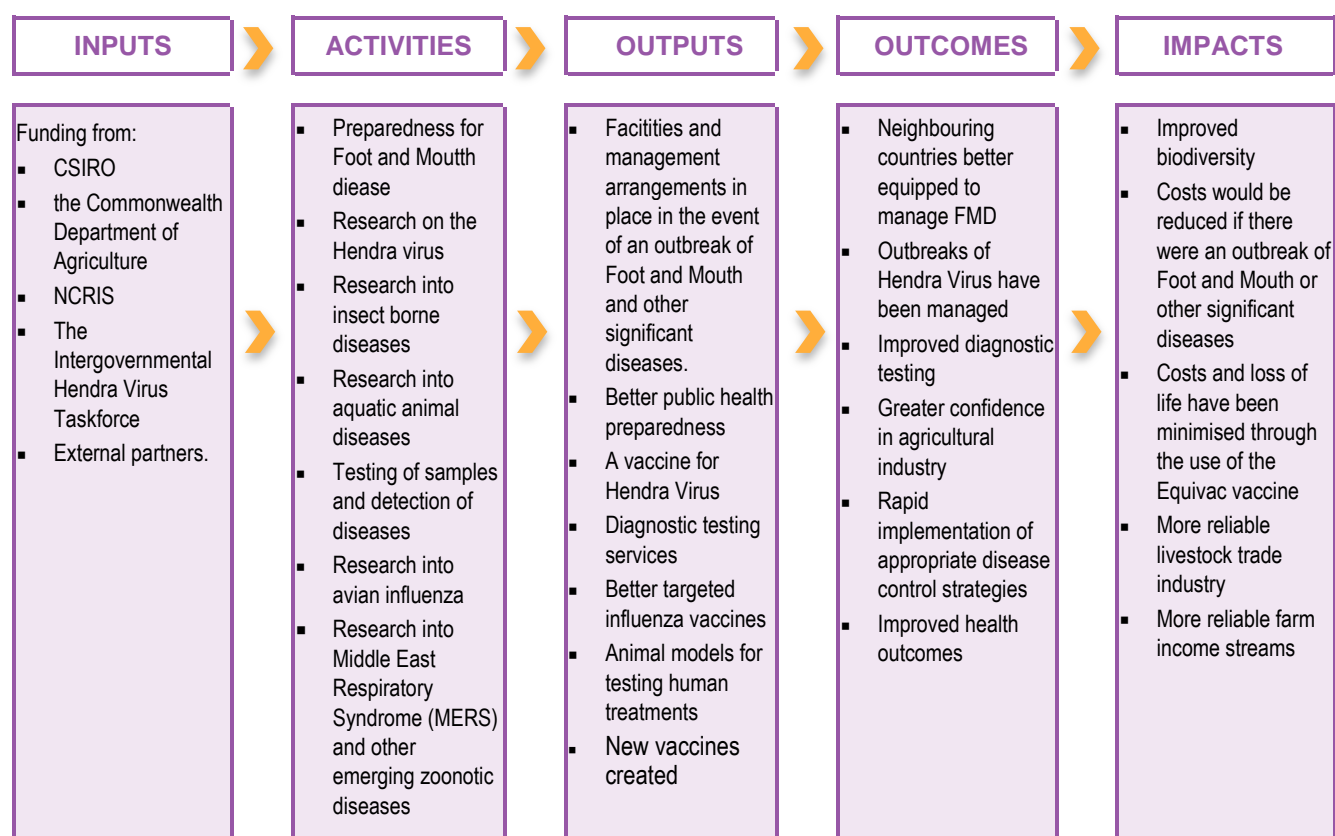 INPUTS
ACTIVITIES
OUTPUTS
OUTCOMES
IMPACTS
Funding from:
▪ CSIRO
▪ the Commonwealth
Department of
Agriculture
▪ NCRIS
▪ The
Intergovernmental
Hendra Virus
Taskforce
▪ External partners.
▪ Preparedness for
Foot and Moutth
diease
▪ Research on the
Hendra virus
▪ Research into
insect borne
diseases
▪ Research into
aquatic animal
diseases
▪ Testing of samples
and detection of
diseases
▪ Research into
avian influenza
▪ Research into
Middle East
Respiratory
Syndrome (MERS)
and other
emerging zoonotic
diseases
▪ Facitities and
management
arrangements in
place in the event
of an outbreak of
Foot and Mouth
and other
significant
diseases.
▪ Better public health
preparedness
▪ A vaccine for
Hendra Virus
▪ Diagnostic testing
services
▪ Better targeted
influenza vaccines
▪ Animal models for
testing human
treatments
▪ New vaccines
created
▪ Neighbouring
countries better
equipped to
manage FMD
▪ Outbreaks of
Hendra Virus have
been managed
▪ Improved diagnostic
testing
▪ Greater confidence
in agricultural
industry
▪ Rapid
implementation of
appropriate disease
control strategies
▪ Improved health
outcomes
▪ Improved
biodiversity
▪ Costs would be
reduced if there
were an outbreak of
Foot and Mouth or
other significant
diseases
▪ Costs and loss of
life have been
minimised through
the use of the
Equivac vaccine
▪ More reliable
livestock trade
industry
▪ More reliable farm
income streams